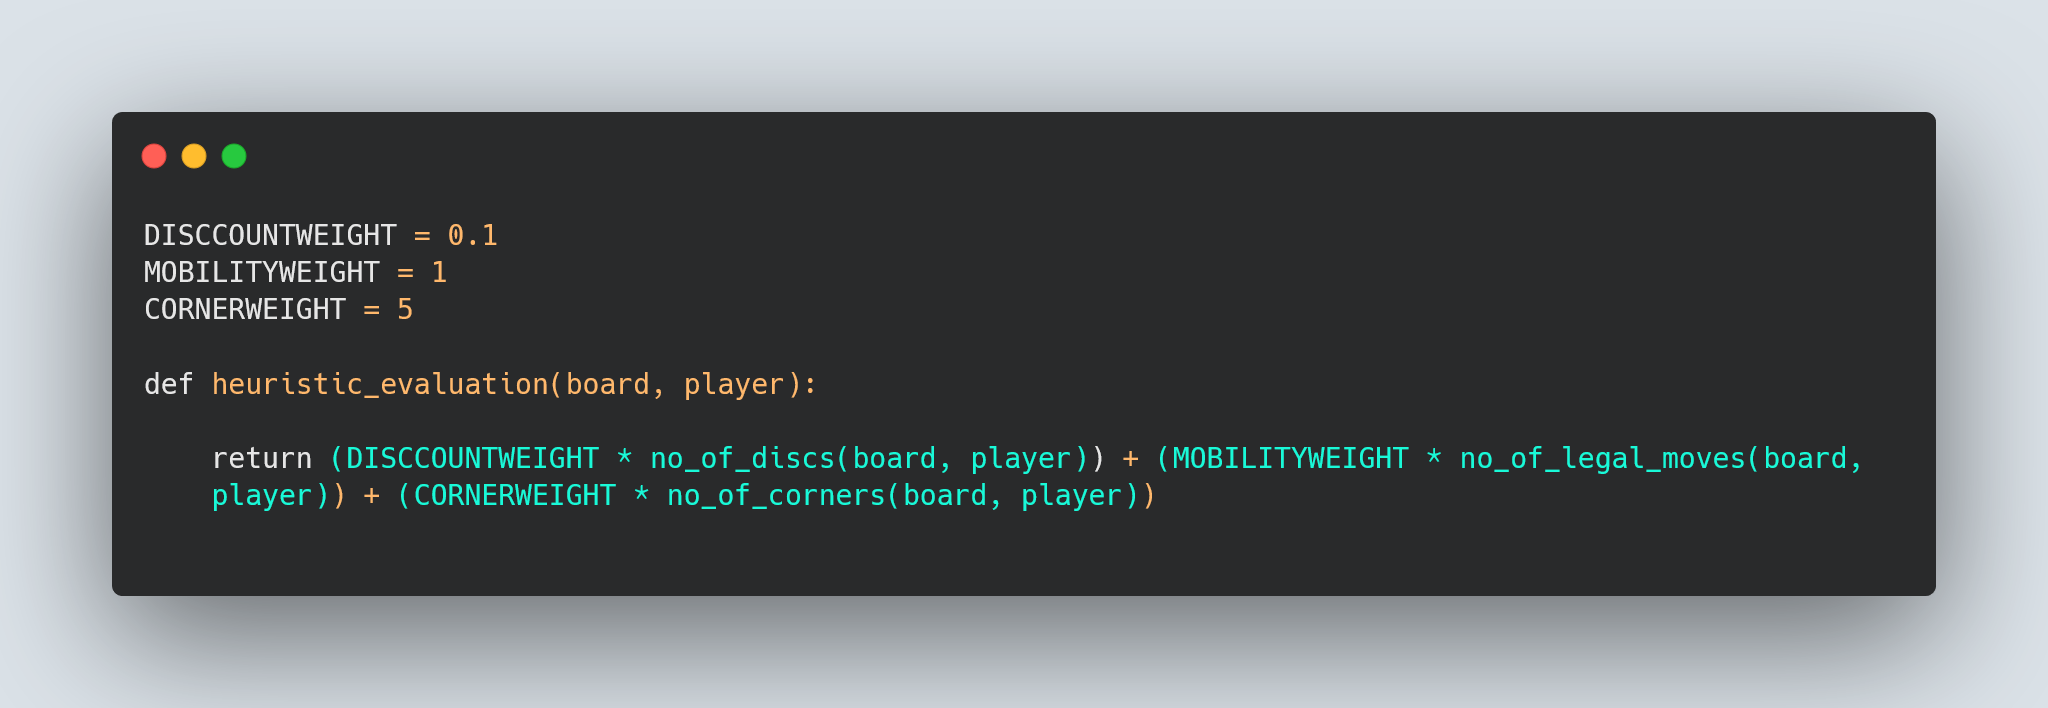 DISCCOUNTWEIGHT = 0.1
MOBILITYWEIGHT = 1
CORNERWEIGHT = 5
def heuristic_evaluation(board, player):
return (DISCCOUNTWEIGHT * no_of_discs(board, player)) + (MOBILITYWEIGHT * no_of_legal_moves(board,
player)) + (CORNERWEIGHT * no_of_corners(board, player))